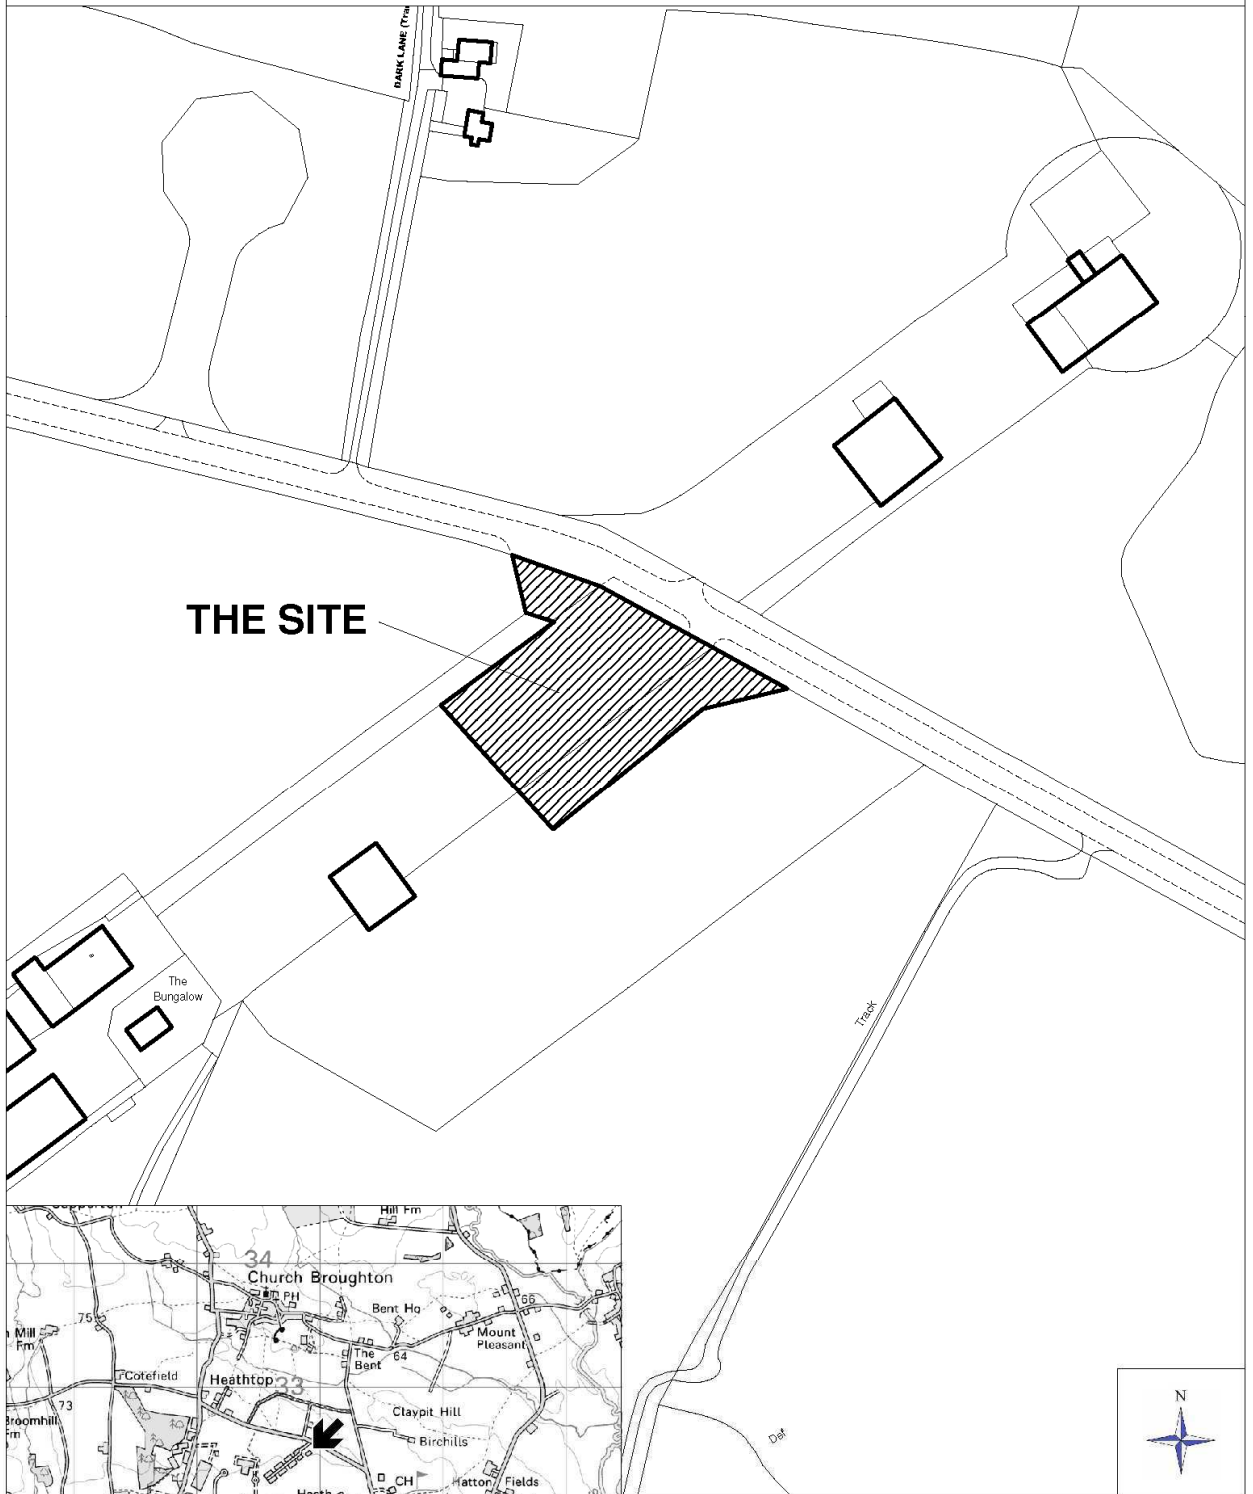 DARK LANE
THE SITE
The
Bungalow
Track
Hill Fm
34
Church Broughton
PH
Bent Ho
66
75
Mill
Fm
Mount
Pleasant
The
Bent
64
Cotefield
Heathtop
33
73
Claypit Hill
Broomhill
Fm
Birchills
CH
Hatton Fields
Def
N